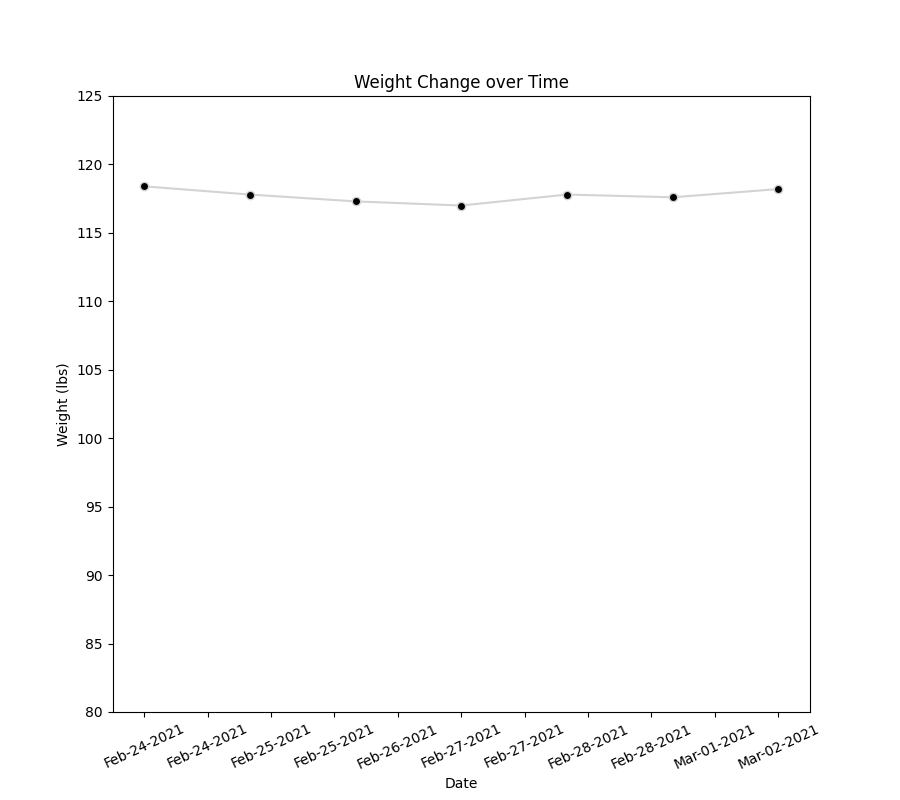 Weight Change over Time
125
120
115
110
105
100
95
90
85
80
Weight (lbs)
Feb-24-2021
Feb-24-2021
Feb-25-2021
Feb-25-2021
Feb-26-2021
Feb-27-2021
Feb-27-2021
Feb-28-2021
Feb-28-2021
Mar-01-2021
Mar-02-2021
Date